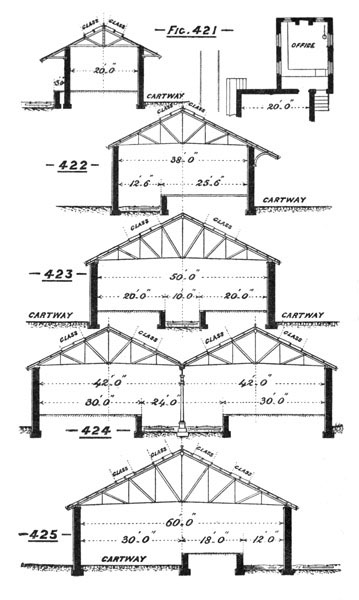 GLASS GLASS
FIG. 421
OFFICE
20'.0"
3'.0"
20'.0"
CARTWAY
GLASS GLASS
422
38'.0"
12'.6" 25'.6"
CARTWAY
GLASS GLASS
423
50'.0"
20'.0" 10'.0" 20'.0"
CARTWAY CARTWAY
GLASS GLASS GLASS GLASS
42'.0" 42'.0"
30'.0" 24'.0" 30'.0"
424
GLASS GLASS GLASS GLASS
60'.0"
425
30'.0" 18'.0" 12'.0"
CARTWAY